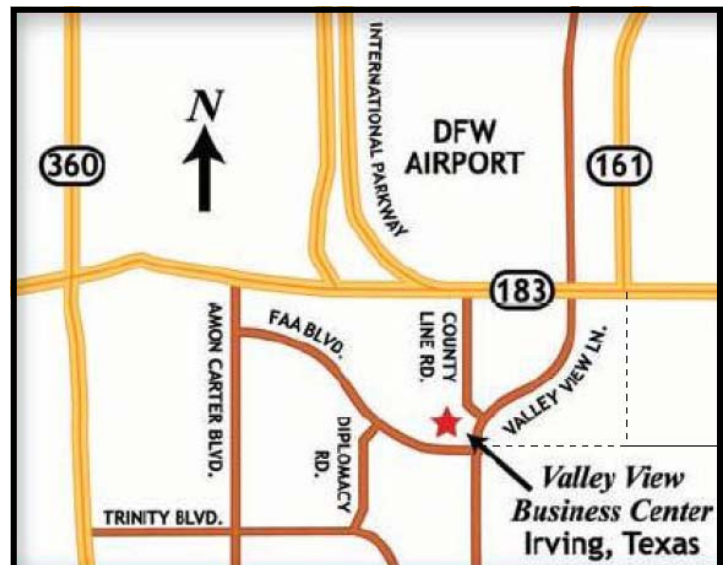 N
360
INTERNATIONAL PARKWAY
DFW
AIRPORT
161
183
AMON CARTER BLVD.
FAA BLVD.
COUNTY
LINE RD.
VALLEY VIEW LN.
DIPLOMACY
RD.
TRINITY BLVD.
Valley View
Business Center
Irving, Texas